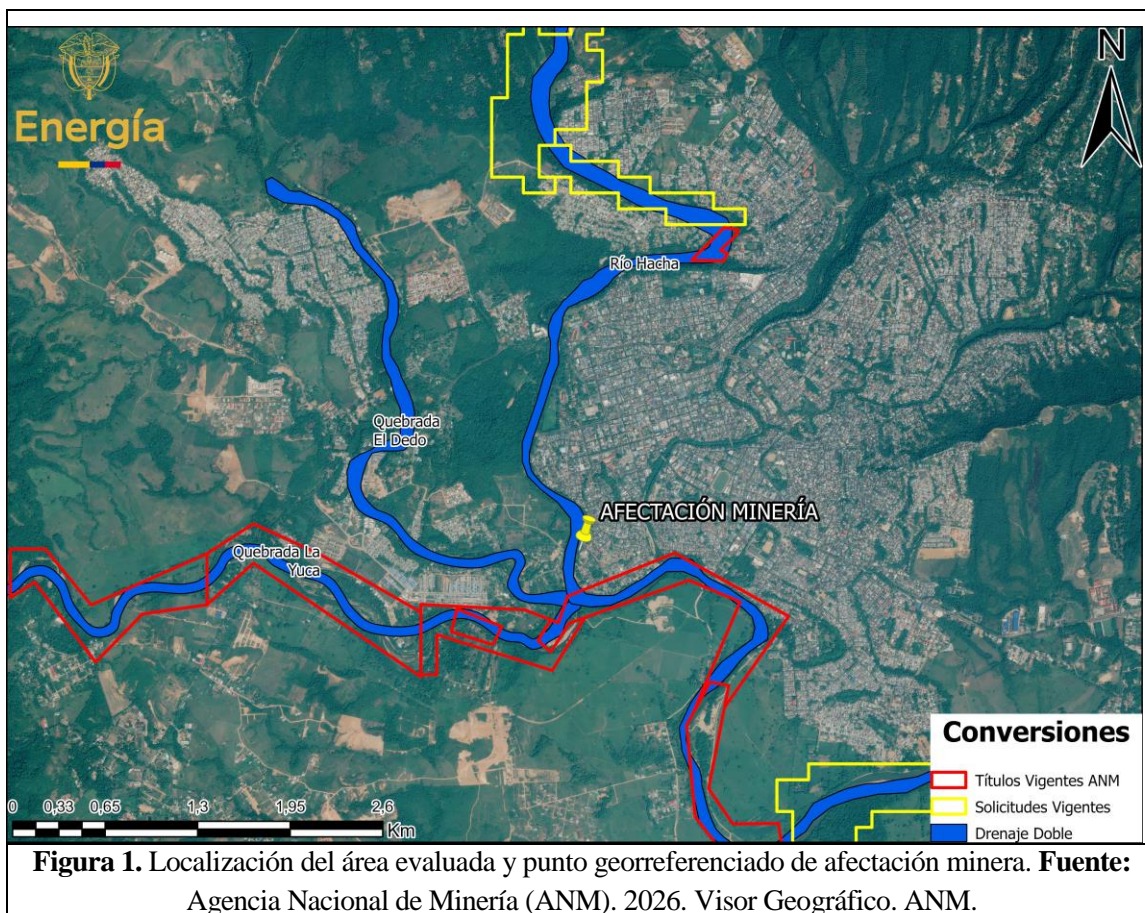 N
Energía
Río Hacha
Quebrada
El Dedo
AFECTACIÓN MINERÍA
Quebrada La
Yuca
Conversiones
Títulos Vigentes ANM
Solicitudes Vigentes
Drenaje Doble
0 0,33 0,65 1,3 1,95 2,6
Km
Figura 1. Localización del área evaluada y punto georreferenciado de afectación minera. Fuente:
Agencia Nacional de Minería (ANM). 2026. Visor Geográfico. ANM.